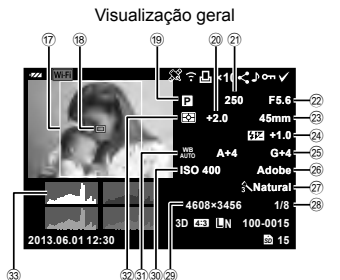 Visualização geral
⑰ ⑱ ⑲ ⑳ ㉑
Wi-Fi ×10
P 250 F5.6 ㉒
+2.0 45mm ㉓
+1.0 ㉔
WB AUTO A+4 G+4 ㉕
ISO 400 Adobe ㉖
Natural ㉗
4608×3456 1/8 ㉘
3D 4:3 LN 100-0015
2013.06.01 12:30 SD 15
㉝ ㉜ ㉛ ㉚ ㉙